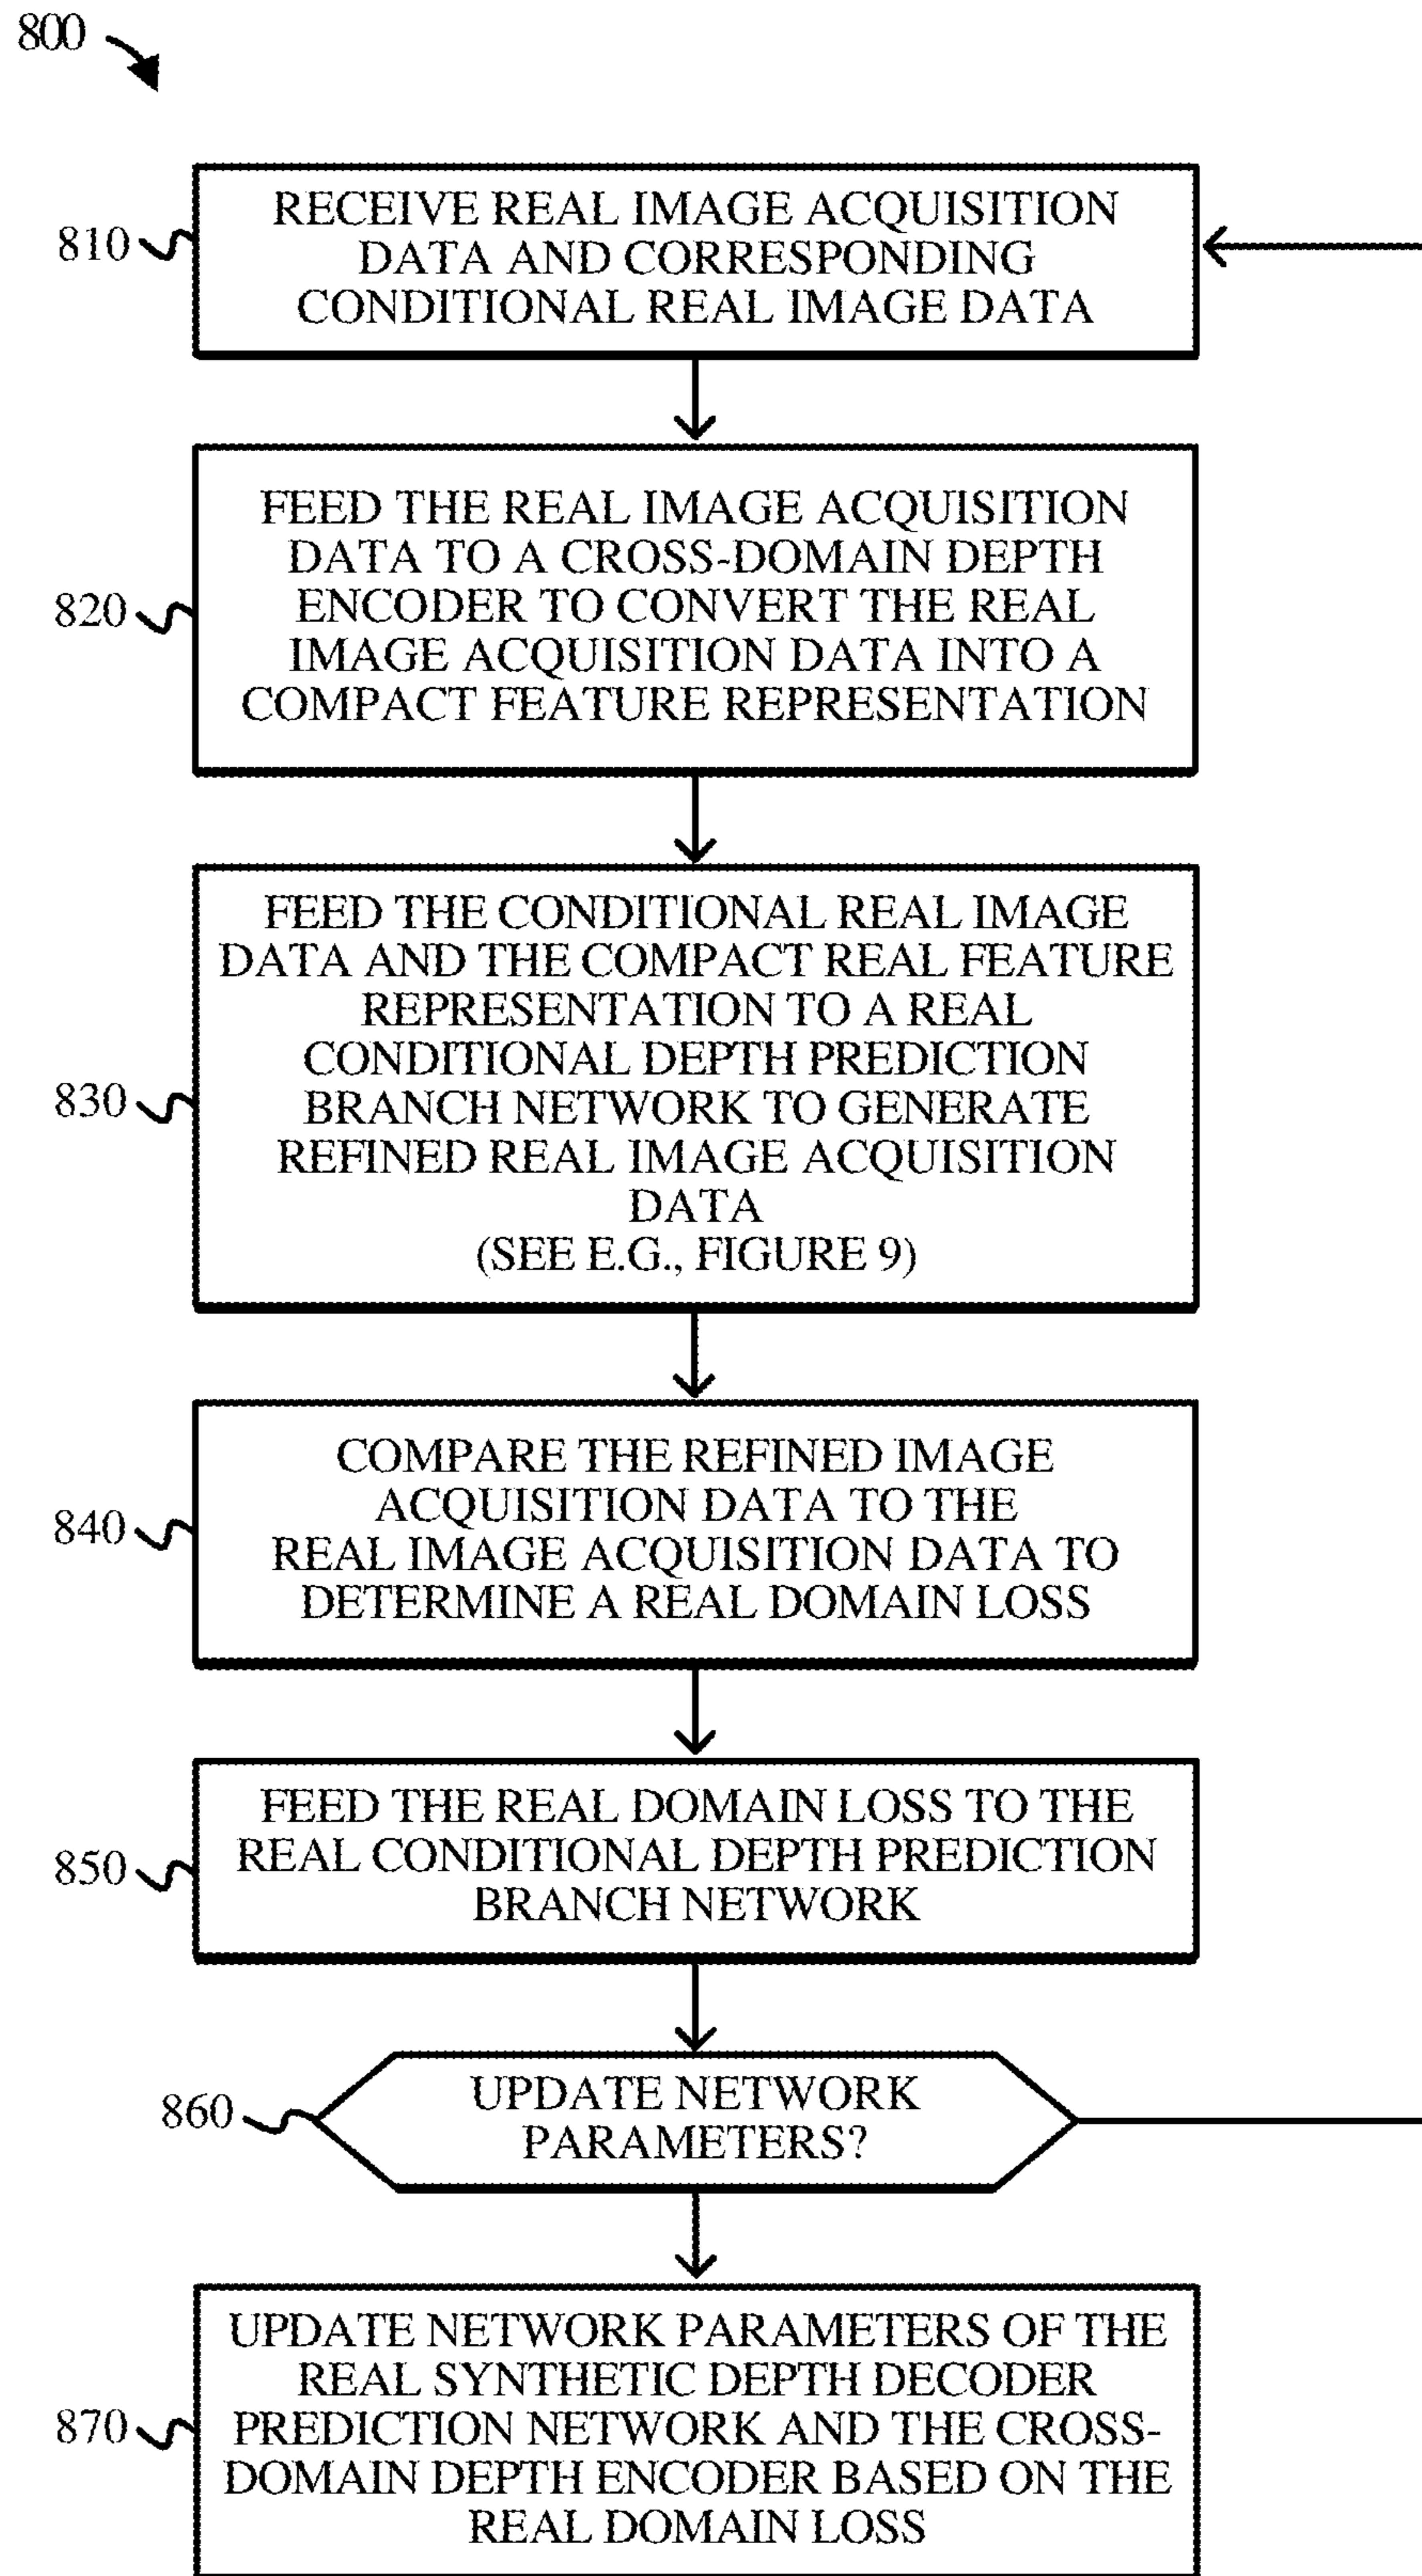 800
810
RECEIVE REAL IMAGE ACQUISITION
DATA AND CORRESPONDING
CONDITIONAL REAL IMAGE DATA
820
FEED THE REAL IMAGE ACQUISITION
DATA TO A CROSS-DOMAIN DEPTH
ENCODER TO CONVERT THE REAL
IMAGE ACQUISITION DATA INTO A
COMPACT FEATURE REPRESENTATION
830
FEED THE CONDITIONAL REAL IMAGE
DATA AND THE COMPACT REAL FEATURE
REPRESENTATION TO A REAL
CONDITIONAL DEPTH PREDICTION
BRANCH NETWORK TO GENERATE
REFINED REAL IMAGE ACQUISITION
DATA
(SEE E.G., FIGURE 9)
840
COMPARE THE REFINED IMAGE
ACQUISITION DATA TO THE
REAL IMAGE ACQUISITION DATA TO
DETERMINE A REAL DOMAIN LOSS
850
FEED THE REAL DOMAIN LOSS TO THE
REAL CONDITIONAL DEPTH PREDICTION
BRANCH NETWORK
860
UPDATE NETWORK
PARAMETERS?
870
UPDATE NETWORK PARAMETERS OF THE
REAL SYNTHETIC DEPTH DECODER
PREDICTION NETWORK AND THE CROSS-
DOMAIN DEPTH ENCODER BASED ON THE
REAL DOMAIN LOSS